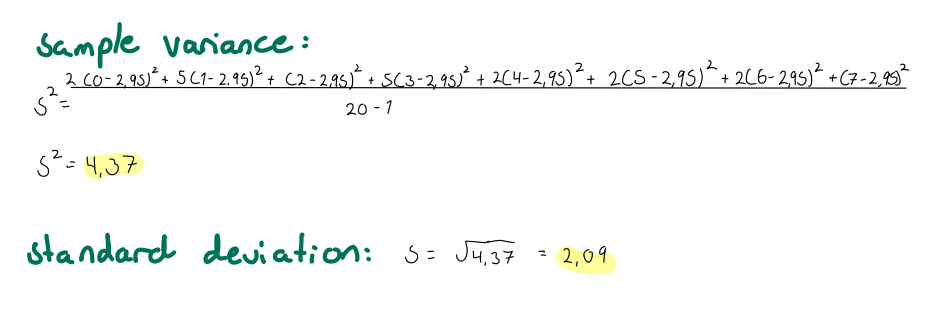 Sample variance:
2(0-2,95)² + 5(1-2,95)² + (2-2,95)² + 5(3-2,95)² + 2(4-2,95)² + 2(5-2,95)² + 2(6-2,95)² + (7-2,95)²
S² =
20-1
S² = 4,37
standard deviation: S = √4,37 = 2,09